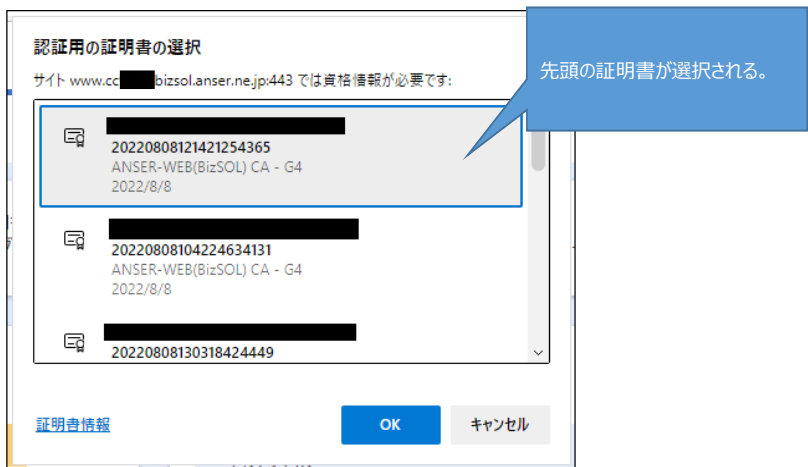 認証用の証明書の選択
サイト www.cc bizsol.anser.ne.jp:443 では資格情報が必要です:
先頭の証明書が選択される。
20220808121421254365
ANSER-WEB(BizSOL) CA - G4
2022/8/8
20220808104224634131
ANSER-WEB(BizSOL) CA - G4
2022/8/8
20220808130318424449
証明書情報
OK
キャンセル